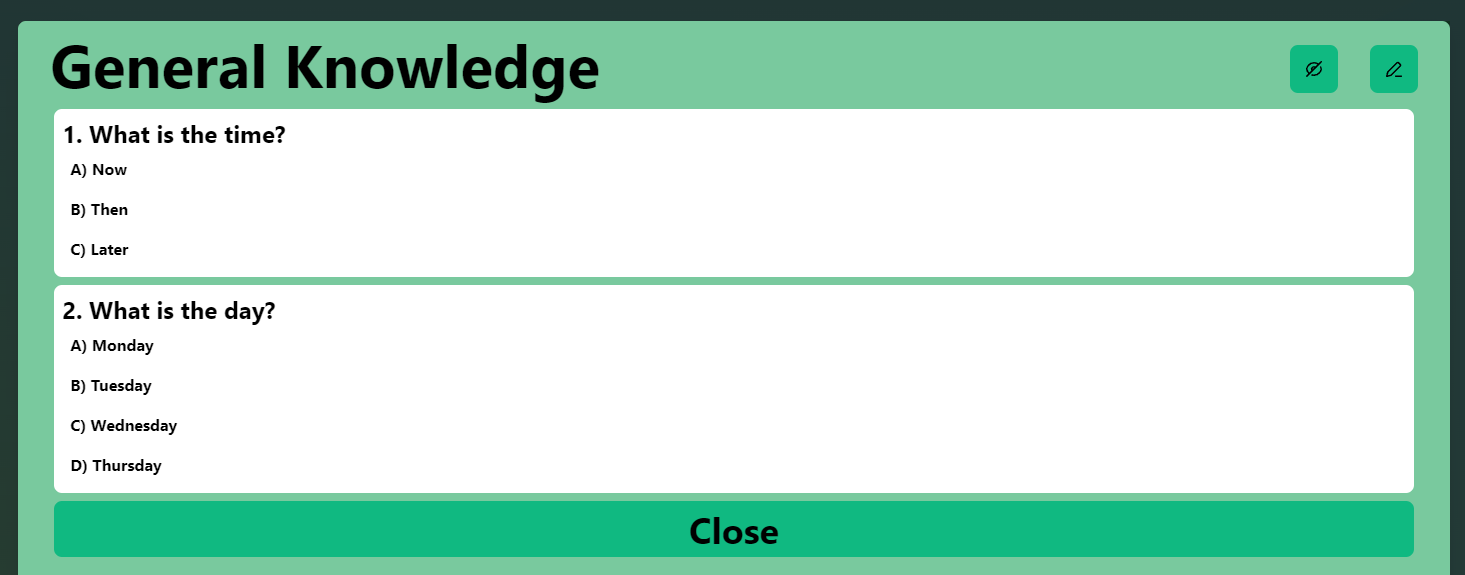 General Knowledge
1. What is the time?
A) Now
B) Then
C) Later
2. What is the day?
A) Monday
B) Tuesday
C) Wednesday
D) Thursday
Close